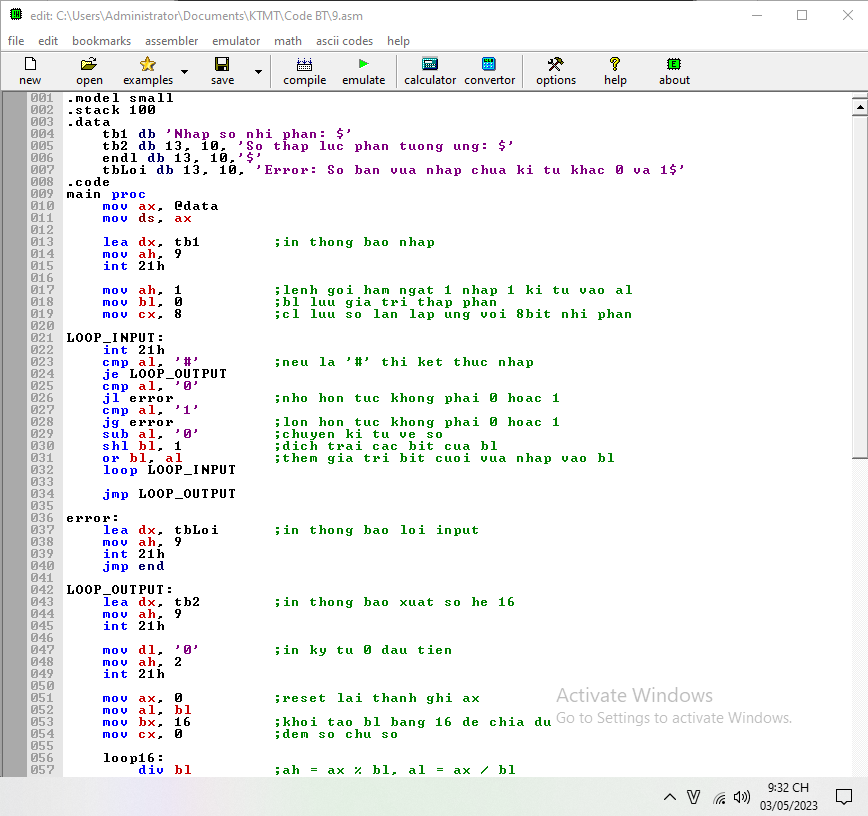 edit: C:\Users\Administrator\Documents\KTMT\Code BT\9.asm
file edit bookmarks assembler emulator math ascii codes help
new open examples save compile emulate calculator convertor options help about
001 .model small
002 .stack 100
003 .data
004 tb1 db 'Nhap so nhi phan: $'
005 tb2 db 13, 10, 'So thap luc phan tuong ung: $'
006 endl db 13, 10,'$'
007 tbLoi db 13, 10, 'Error: So ban vua nhap chua ki tu khac 0 va 1$'
008 .code
009 main proc
010 mov ax, @data
011 mov ds, ax
012
013 lea dx, tb1 ;in thong bao nhap
014 mov ah, 9
015 int 21h
016
017 mov ah, 1 ;lenh goi ham ngat 1 nhap 1 ki tu vao al
018 mov bl, 0 ;bl luu gia tri thap phan
019 mov cx, 8 ;cl luu so lan lap ung voi 8bit nhi phan
020
021 LOOP_INPUT:
022 int 21h
023 cmp al, '#' ;neu la '#' thi ket thuc nhap
024 je LOOP_OUTPUT
025 cmp al, '0'
026 jl error ;nho hon tuc khong phai 0 hoac 1
027 cmp al, '1'
028 jg error ;lon hon tuc khong phai 0 hoac 1
029 sub al, '0' ;chuyen ki tu ve so
030 shl bl, 1 ;dich trai cac bit cua bl
031 or bl, al ;them gia tri bit cuoi vua nhap vao bl
032 loop LOOP_INPUT
033
034 jmp LOOP_OUTPUT
035
036 error:
037 lea dx, tbLoi ;in thong bao loi input
038 mov ah, 9
039 int 21h
040 jmp end
041
042 LOOP_OUTPUT:
043 lea dx, tb2 ;in thong bao xuat so he 16
044 mov ah, 9
045 int 21h
046
047 mov dl, '0' ;in ky tu 0 dau tien
048 mov ah, 2
049 int 21h
050
051 mov ax, 0 ;reset lai thanh ghi ax
052 mov al, bl
053 mov bx, 16 ;khoi tao bl bang 16 de chia du
054 mov cx, 0 ;dem so chu so
055
056 loop16:
057 div bl ;ah = ax % bl, al = ax / bl
Activate Windows
Go to Settings to activate Windows.
9:32 CH
03/05/2023